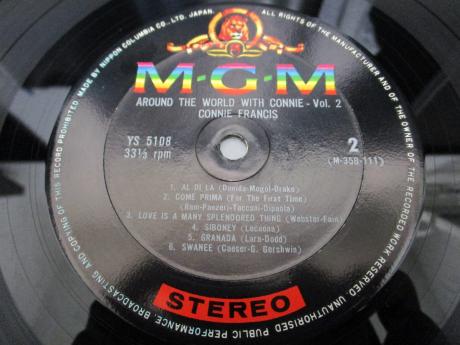 MADE BY NIPPON COLUMBIA CO., LTD. JAPAN. ALL RIGHTS OF THE MANUFACTURER AND OF THE OWNER OF THE RECORDED WORK RESERVED. UNAUTHORISED PUBLIC PERFORMANCE, BROADCASTING AND COPYING OF THIS RECORD PROHIBITED.
M-G-M
AROUND THE WORLD WITH CONNIE - Vol. 2
CONNIE FRANCIS
YS 5108
33⅓ rpm
2
(M-358-111)
1. AL DI LA (Donida-Mogol-Drake)
2. COME PRIMA (For The First Time)
(Ram-Panzeri-Taccani-Dipaola)
3. LOVE IS A MANY SPLENDORED THING (Webster-Fain)
4. SIBONEY (Lecuona)
5. GRANADA (Lara-Dodd)
6. SWANEE (Caeser-G. Gershwin)
STEREO